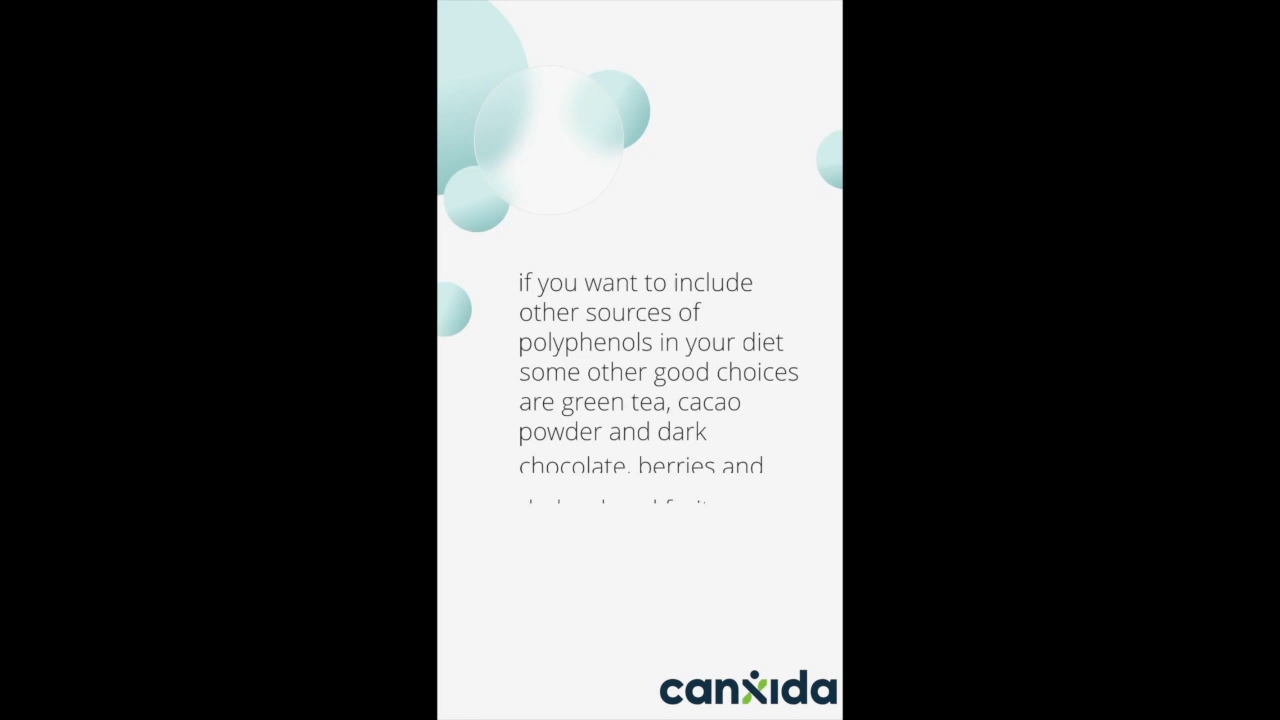 if you want to include
other sources of
polyphenols in your diet
some other good choices
are green tea, cacao
powder and dark
chocolate, berries and
canxida